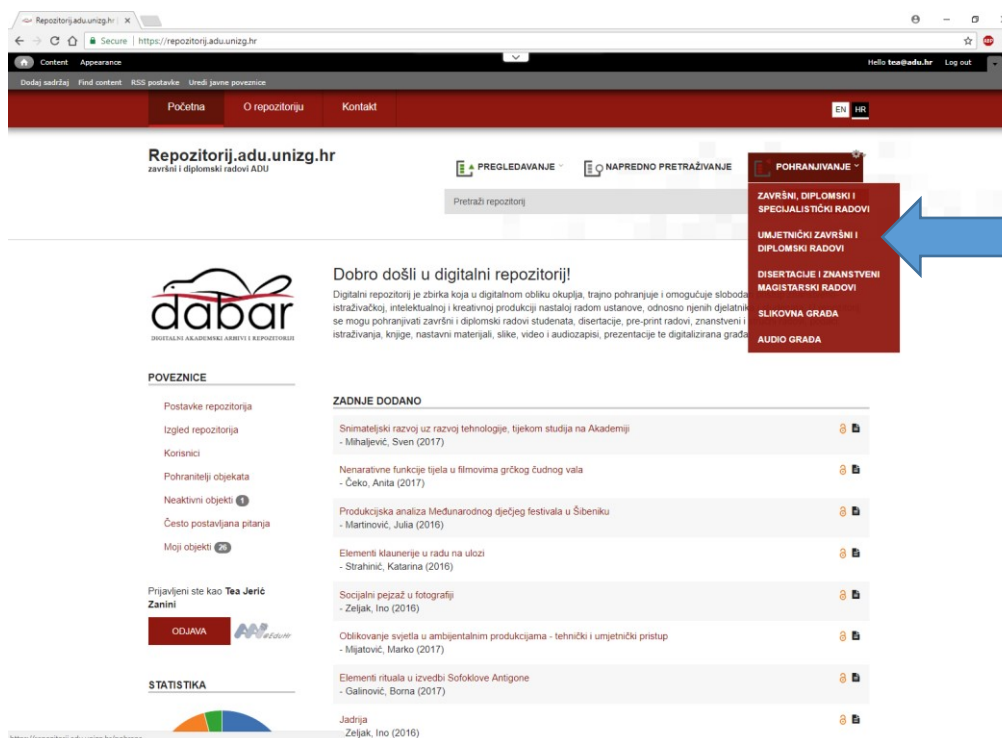 Repozitorij.adu.unizg.hr |
Secure | https://repozitorij.adu.unizg.hr
Content Appearance Hello tea@adu.hr Log out
Dodaj sadržaj Find content RSS postavke Uredi javne poveznice
Početna O repozitoriju Kontakt EN HR
Repozitorij.adu.unizg.hr
završni i diplomski radovi ADU
PREGLEDAVANJE NAPREDNO PRETRAŽIVANJE POHRANJIVANJE
Pretraži repozitorij
ZAVRŠNI, DIPLOMSKI I
SPECIJALISTIČKI RADOVI
UMJETNIČKI ZAVRŠNI I
DIPLOMSKI RADOVI
DISERTACIJE I ZNANSTVENI
MAGISTARSKI RADOVI
SLIKOVNA GRAĐA
AUDIO GRAĐA
dabar
DIGITALNI AKADEMSKI ARHIVI I REPOZITORIJI
Dobro došli u digitalni repozitorij!
Digitalni repozitorij je zbirka koja u digitalnom obliku okuplja, trajno pohranjuje i omogućuje
istraživačkoj, intelektualnoj i kreativnoj produkciji nastaloj radom ustanove, odnosno njenih
se mogu pohranjivati završni i diplomski radovi studenata, disertacije, pre-print radovi, znanstveni i
istraživanja, knjige, nastavni materijali, slike, video i audiozapisi, prezentacije te digitalizirana građa
POVEZNICE
Postavke repozitorija
Izgled repozitorija
Korisnici
Pohranitelji objekata
Neaktivni objekti 1
Često postavljana pitanja
Moji objekti 26
Prijavljeni ste kao Tea Jerić
Zanini
ODJAVA
STATISTIKA
ZADNJE DODANO
Snimateljski razvoj uz razvoj tehnologije, tijekom studija na Akademiji
- Mihaljević, Sven (2017)
Nenarativne funkcije tijela u filmovima grčkog čudnog vala
- Čeko, Anita (2017)
Produkcijska analiza Međunarodnog dječjeg festivala u Šibeniku
- Martinović, Julia (2016)
Elementi klaunerije u radu na ulozi
- Strahinić, Katarina (2016)
Socijalni pejzaž u fotografiji
- Zeljak, Ino (2016)
Oblikovanje svjetla u ambijentalnim produkcijama - tehnički i umjetnički pristup
- Mijatović, Marko (2017)
Elementi rituala u izvedbi Sofoklove Antigone
- Galinović, Borna (2017)
Jadrija
Zeljak, Ino (2016)